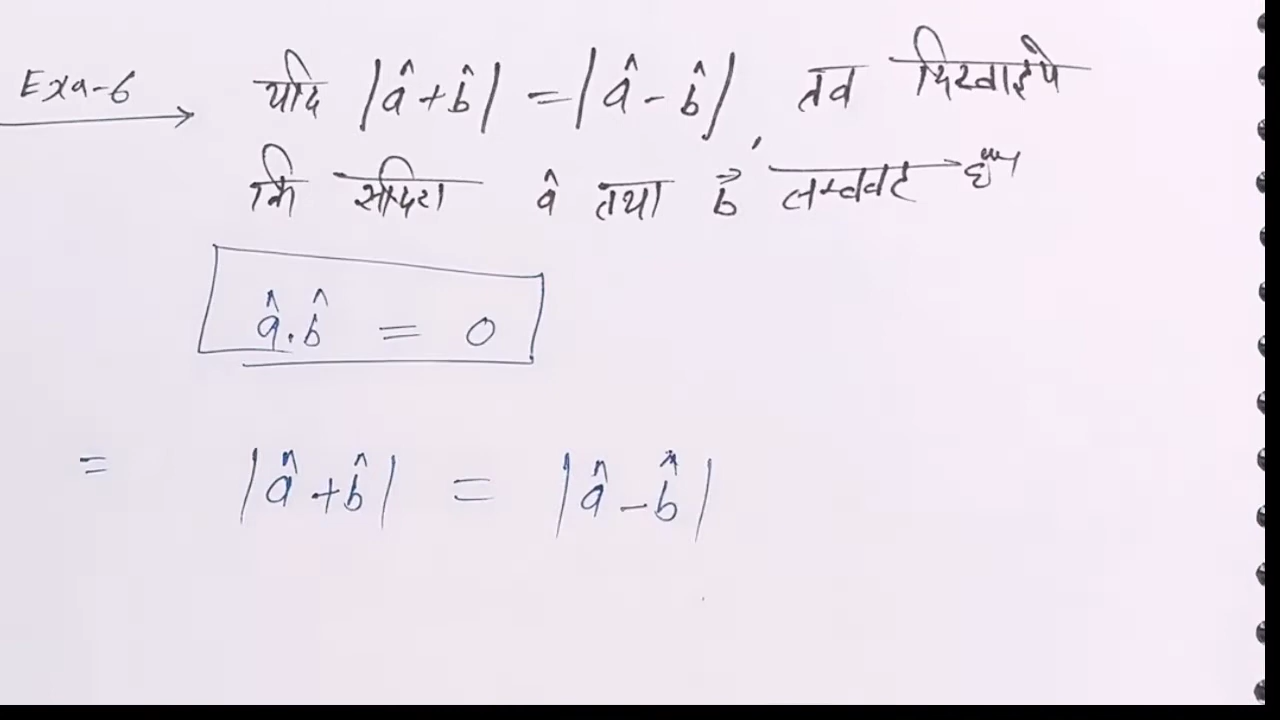 Exa-6 यदि |â + b̂| = |â - b̂|, तब दिखाइये
कि सदिश â तथा b⃗ लम्बवत है
â . b̂ = 0
= |â + b̂| = |â - b̂|